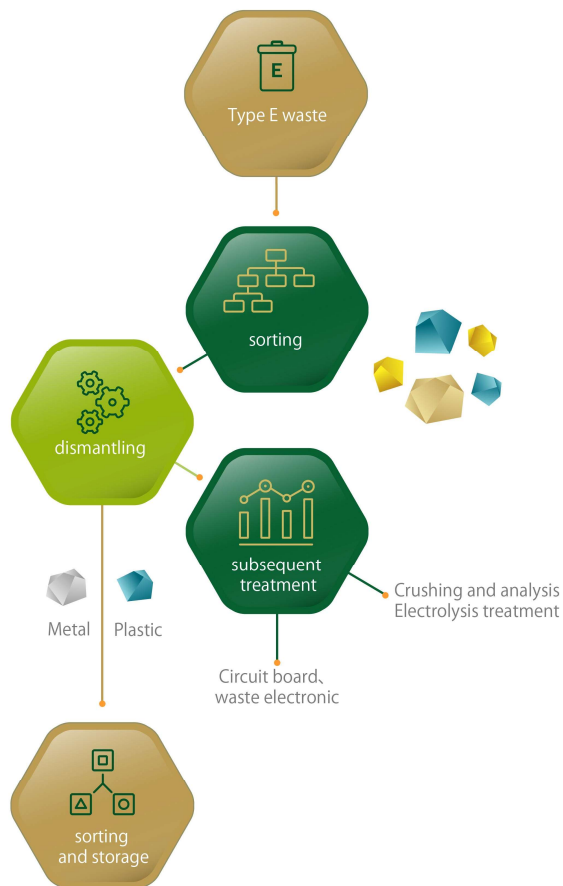 E
Type E waste
sorting
dismantling
subsequent
treatment
Crushing and analysis
Electrolysis treatment
Metal
Plastic
Circuit board、
waste electronic
sorting
and storage